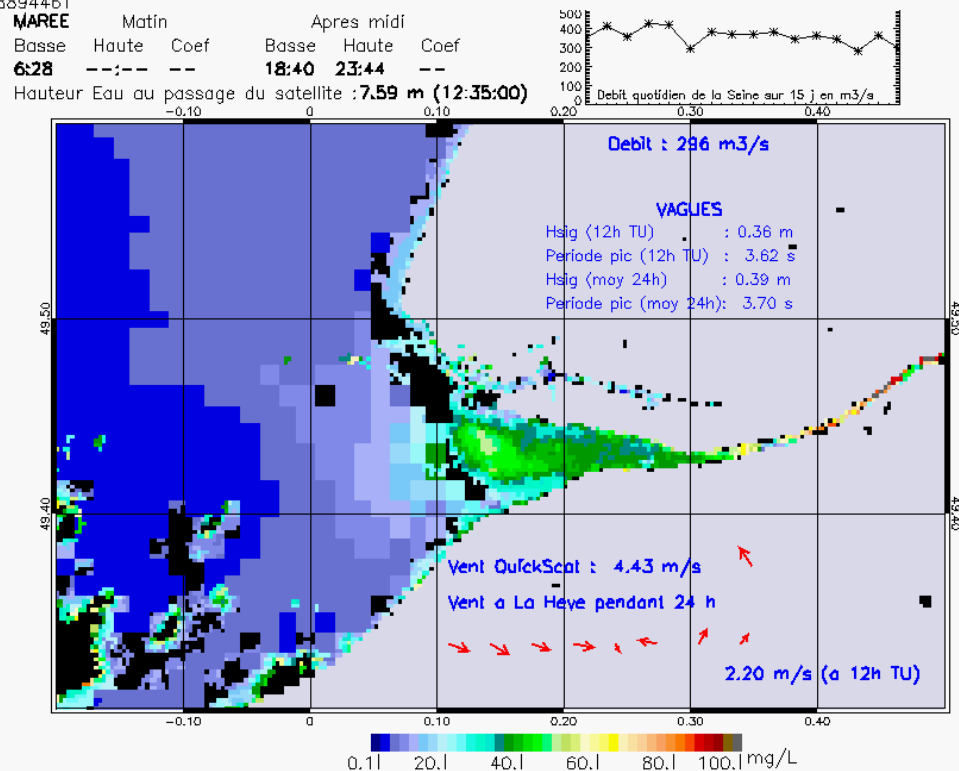 MAREE Matin Apres midi
Basse Haute Coef Basse Haute Coef
6:28 --:-- -- 18:40 23:44 --
Hauteur Eau au passage du satellite :7.59 m (12:35:00)
500
400
300
200
100
0
Debit quotidien de la Seine sur 15 j en m3/s
-0.10 0 0.10 0.20 0.30 0.40
Debit : 296 m3/s
VAGUES
Hsig (12h TU) : 0.36 m
Periode pic (12h TU) : 3.62 s
Hsig (moy 24h) : 0.39 m
Periode pic (moy 24h): 3.70 s
49.50 49.50
49.40 49.40
Vent QuickScat : 4.43 m/s
Vent a La Heve pendant 24 h
2.20 m/s (a 12h TU)
-0.10 0 0.10 0.20 0.30 0.40
0.1 20. 40. 60. 80. 100. mg/L